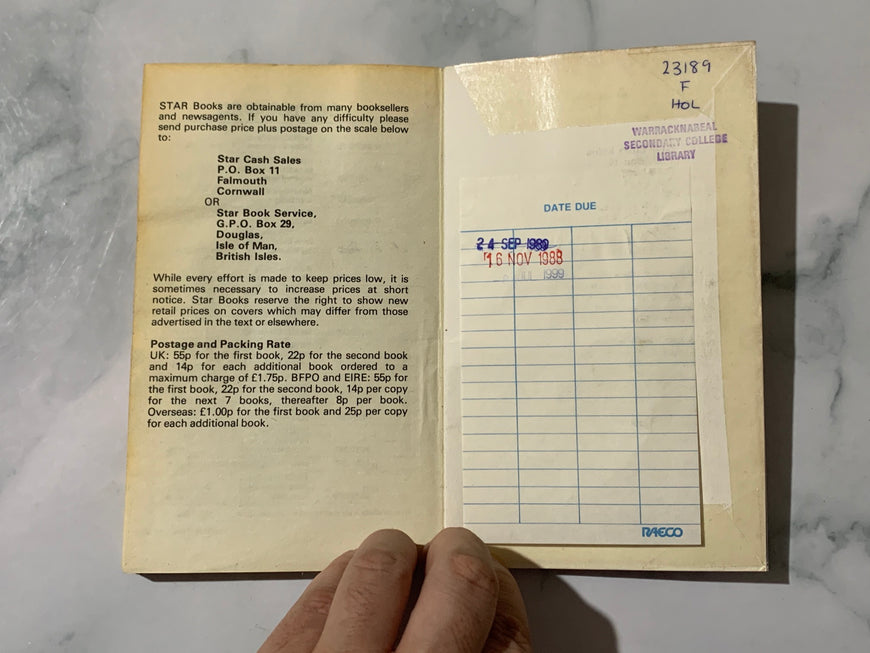 STAR Books are obtainable from many booksellers
and newsagents. If you have any difficulty please
send purchase price plus postage on the scale below
to:
Star Cash Sales
P.O. Box 11
Falmouth
Cornwall
OR
Star Book Service,
G.P.O. Box 29,
Douglas,
Isle of Man,
British Isles.
While every effort is made to keep prices low, it is
sometimes necessary to increase prices at short
notice. Star Books reserve the right to show new
retail prices on covers which may differ from those
advertised in the text or elsewhere.
Postage and Packing Rate
UK: 55p for the first book, 22p for the second book
and 14p for each additional book ordered to a
maximum charge of £1.75p. BFPO and EIRE: 55p for
the first book, 22p for the second book, 14p per copy
for the next 7 books, thereafter 8p per book.
Overseas: £1.00p for the first book and 25p per copy
for each additional book.
23189
F
HOL
WARRACKNABEAL
SECONDARY COLLEGE
LIBRARY
DATE DUE
24 SEP 1989
16 NOV 1988
1999
RAECO